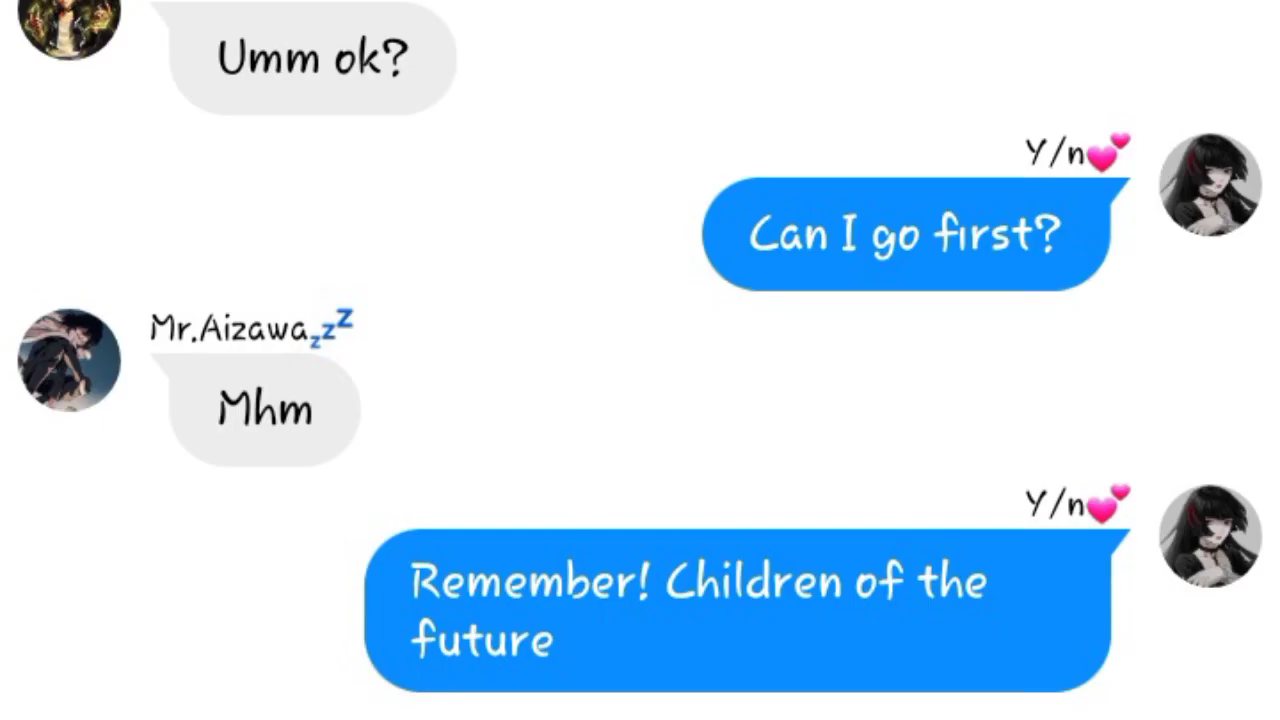 Umm ok?
Y/n💕
Can I go first?
Mr.Aizawa💤
Mhm
Y/n💕
Remember! Children of the
future